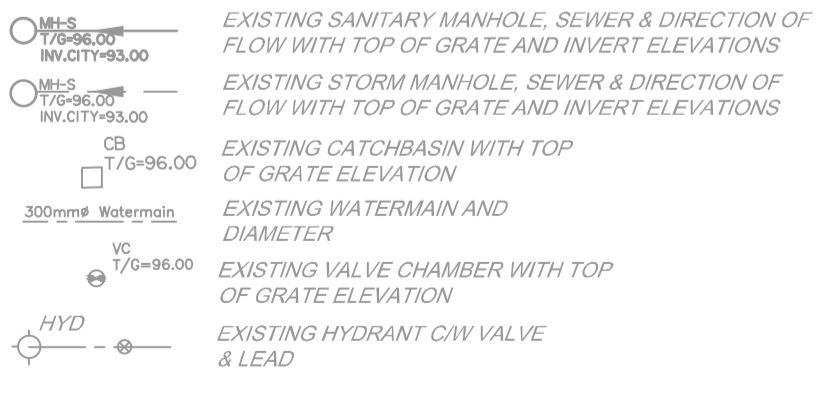 MH-S
T/G=96.00
INV.CITY=93.00
EXISTING SANITARY MANHOLE, SEWER & DIRECTION OF
FLOW WITH TOP OF GRATE AND INVERT ELEVATIONS
MH-S
T/G=96.00
INV.CITY=93.00
EXISTING STORM MANHOLE, SEWER & DIRECTION OF
FLOW WITH TOP OF GRATE AND INVERT ELEVATIONS
CB
T/G=96.00
EXISTING CATCHBASIN WITH TOP
OF GRATE ELEVATION
300mmø Watermain
EXISTING WATERMAIN AND
DIAMETER
VC
T/G=96.00
EXISTING VALVE CHAMBER WITH TOP
OF GRATE ELEVATION
HYD
EXISTING HYDRANT C/W VALVE
& LEAD